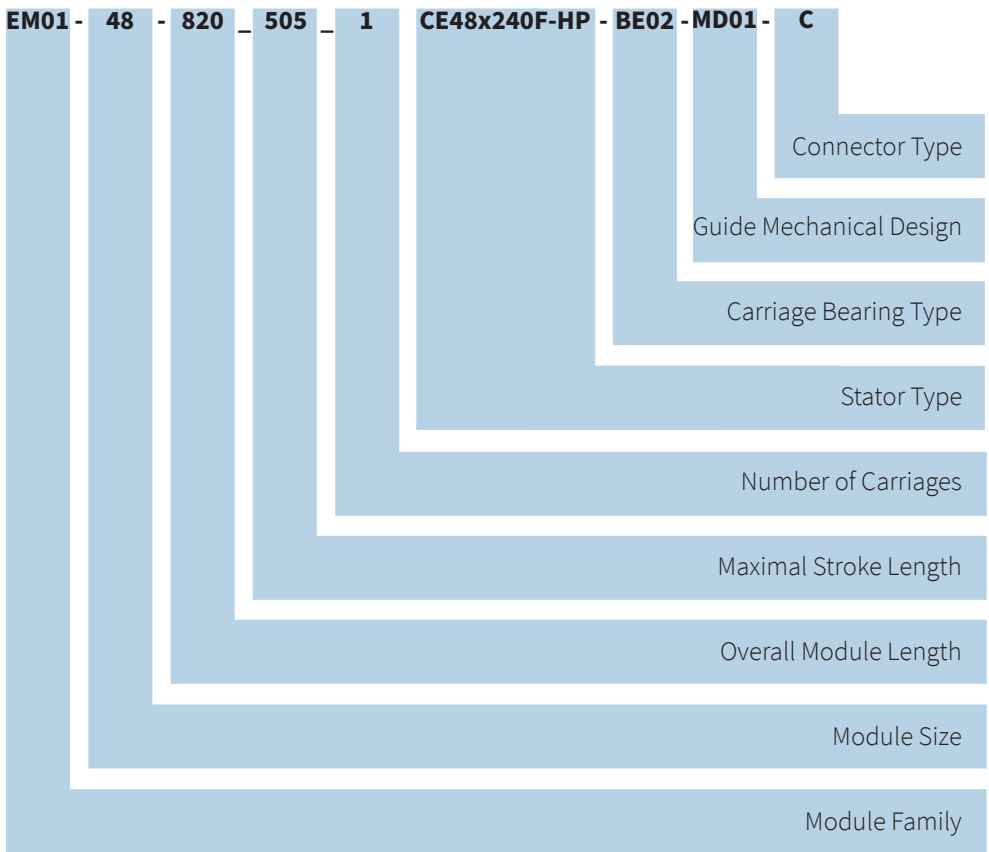 EM01 - 48 - 820 _ 505 _ 1 CE48x240F-HP - BE02 - MD01 - C
Connector Type
Guide Mechanical Design
Carriage Bearing Type
Stator Type
Number of Carriages
Maximal Stroke Length
Overall Module Length
Module Size
Module Family